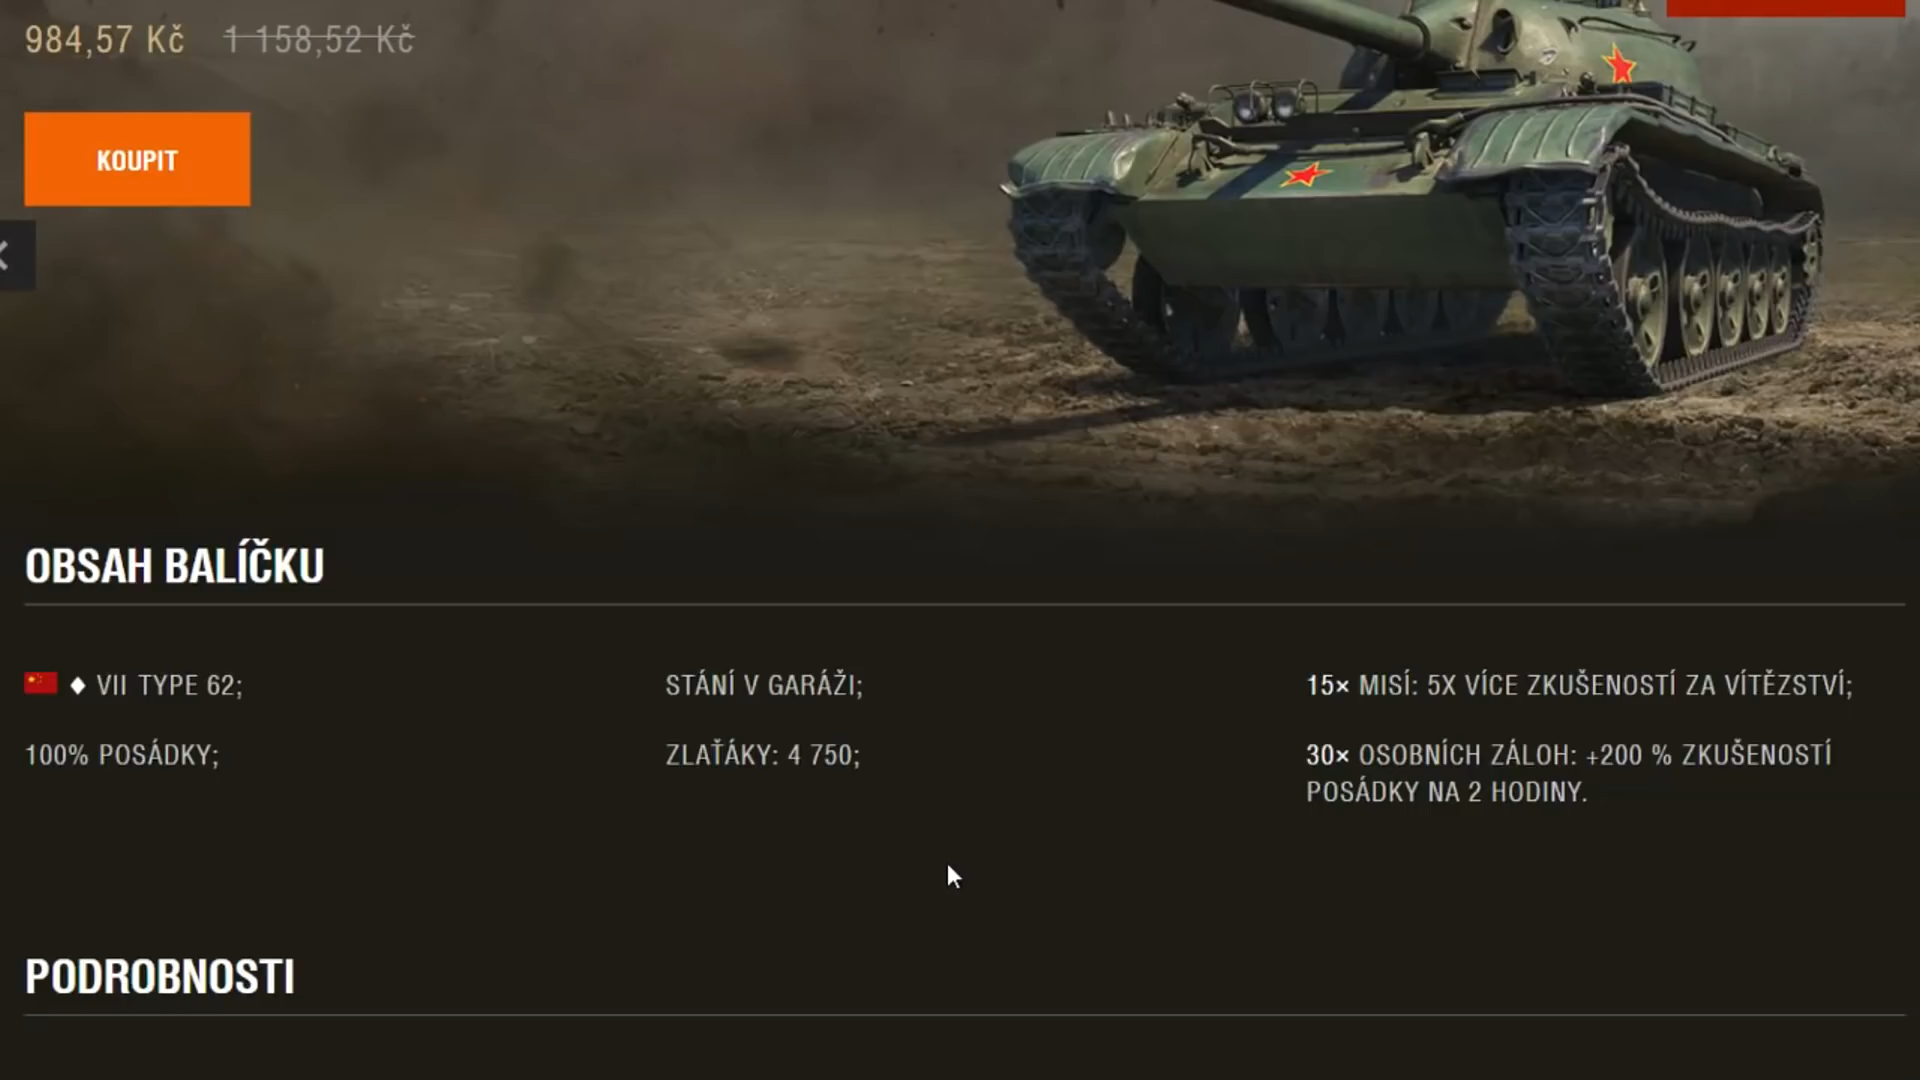 984,57 Kč 1 158,52 Kč
KOUPIT
OBSAH BALÍČKU
VII TYPE 62;
100% POSÁDKY;
STÁNÍ V GARÁŽI;
ZLAŤÁKY: 4 750;
15× MISÍ: 5X VÍCE ZKUŠENOSTÍ ZA VÍTĚZSTVÍ;
30× OSOBNÍCH ZÁLOH: +200 % ZKUŠENOSTÍ
POSÁDKY NA 2 HODINY.
PODROBNOSTI